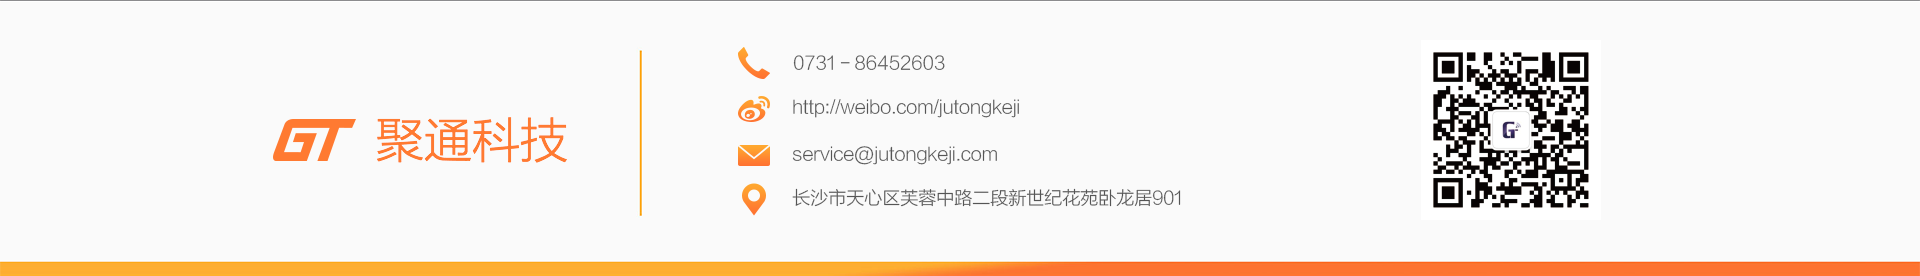 GT 聚通科技
0731 - 86452603
http://weibo.com/jutongkeji
service@jutongkeji.com
长沙市天心区芙蓉中路二段新世纪花苑卧龙居901
G